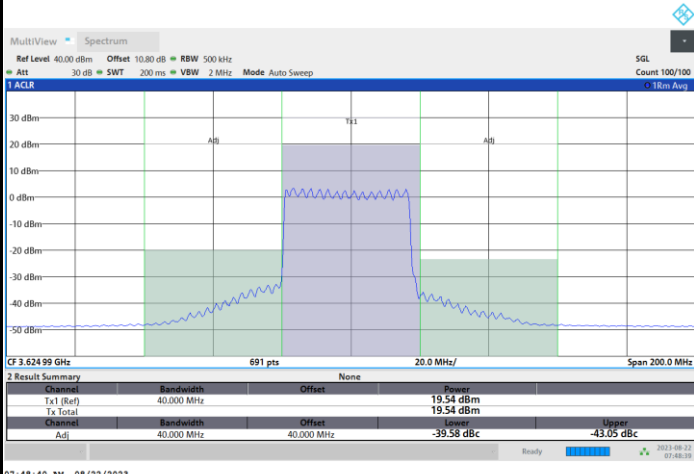 MultiView Spectrum
Ref Level 40.00 dBm Offset 10.80 dB RBW 500 kHz SGL
Att 30 dB SWT 200 ms VBW 2 MHz Mode Auto Sweep Count 100/100
1 ACLR 1Rm Avg
30 dBm
Tx1
20 dBm Adj Adj
10 dBm
0 dBm
-10 dBm
-20 dBm
-30 dBm
-40 dBm
-50 dBm
CF 3.624 99 GHz 691 pts 20.0 MHz/ Span 200.0 MHz
2 Result Summary None
Channel Bandwidth Offset Power
Tx1 (Ref) 40.000 MHz 19.54 dBm
Tx Total 19.54 dBm
Channel Bandwidth Offset Lower Upper
Adj 40.000 MHz 40.000 MHz -39.58 dBc -43.05 dBc
Ready 2023-08-22
07:48:39
07:48:40 08/22/2023